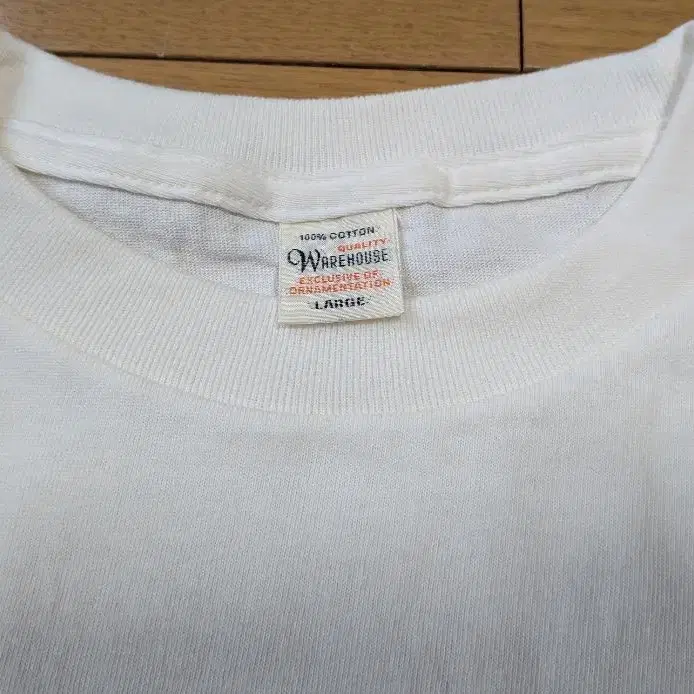 100% COTTON
QUALITY
WAREHOUSE
EXCLUSIVE OF
ORNAMENTATION
LARGE